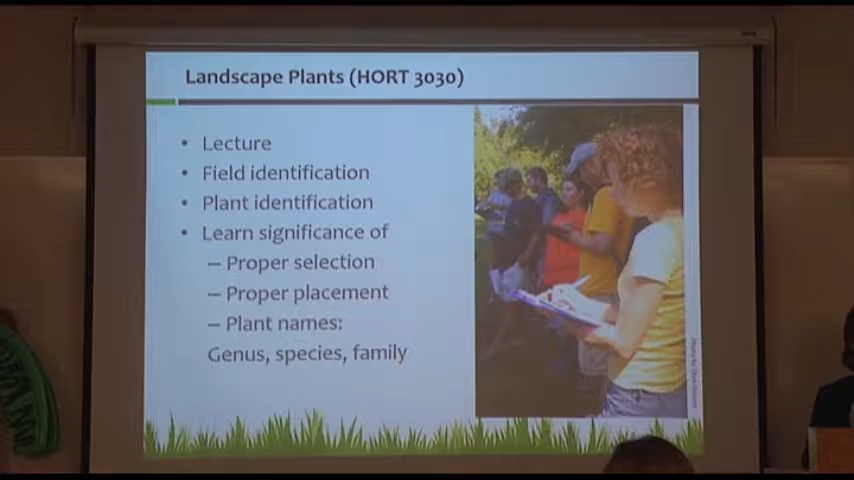 Landscape Plants (HORT 3030)
• Lecture
• Field identification
• Plant identification
• Learn significance of
– Proper selection
– Proper placement
– Plant names:
Genus, species, family